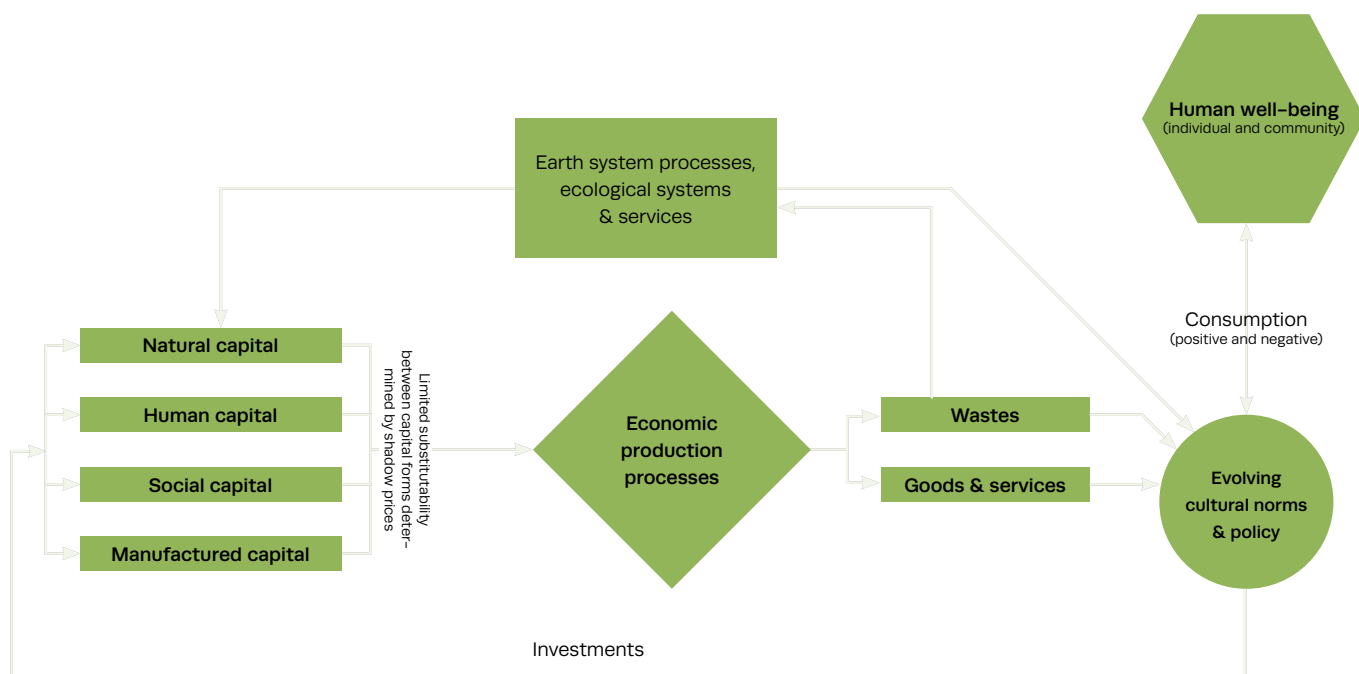 Human well-being
(individual and community)
Earth system processes,
ecological systems
& services
Consumption
(positive and negative)
Natural capital
Human capital
Social capital
Manufactured capital
Limited substitutability
between capital forms deter-
mined by shadow prices
Economic
production
processes
Wastes
Goods & services
Evolving
cultural norms
& policy
Investments